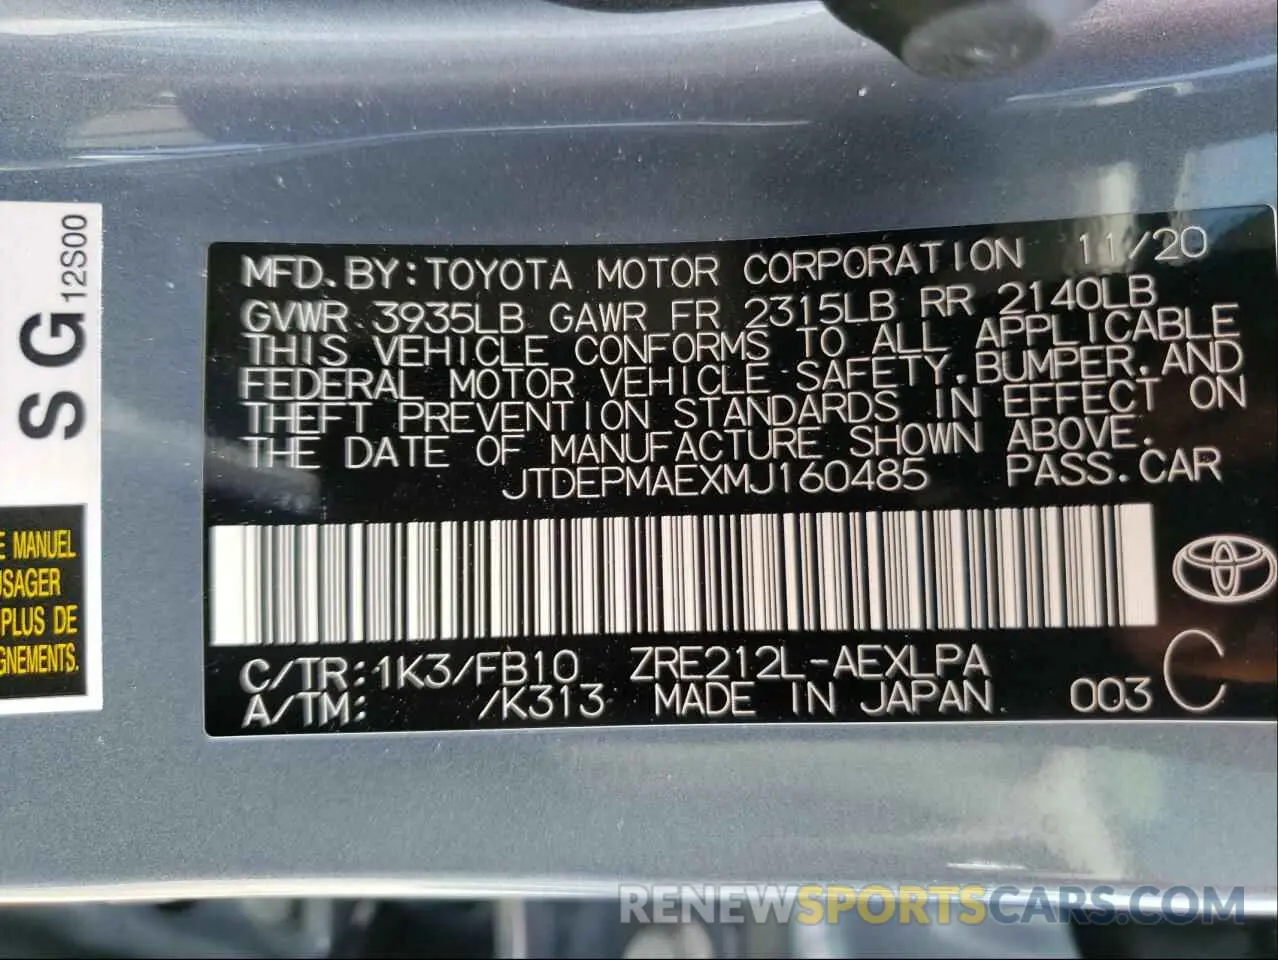 MFD. BY: TOYOTA MOTOR CORPORATION 11/20
GVWR 3935LB GAWR FR 2315LB RR 2140LB
THIS VEHICLE CONFORMS TO ALL APPLICABLE
FEDERAL MOTOR VEHICLE SAFETY, BUMPER, AND
THEFT PREVENTION STANDARDS IN EFFECT ON
THE DATE OF MANUFACTURE SHOWN ABOVE.
JTDEPMAEXMJ160485 PASS. CAR
C/TR: 1K3/FB10 ZRE212L-AEXLPA
A/TM: /K313 MADE IN JAPAN 003 C
SG 12S00
E MANUEL
USAGER
PLUS DE
GNEMENTS.
RENEWSPORTSCARS.COM